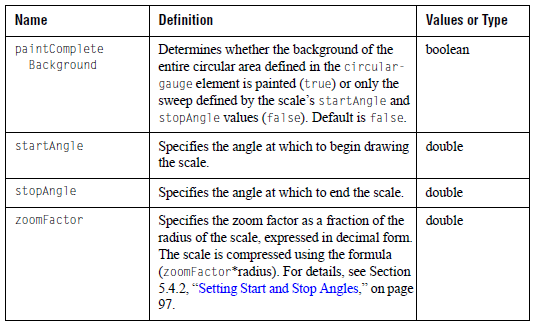 Name Definition Values or Type
paintComplete Determines whether the background of the boolean
Background entire circular area defined in the circular-
gauge element is painted (true) or only the
sweep defined by the scale's startAngle and
stopAngle values (false). Default is false.
startAngle Specifies the angle at which to begin drawing double
the scale.
stopAngle Specifies the angle at which to end the scale. double
zoomFactor Specifies the zoom factor as a fraction of the double
radius of the scale, expressed in decimal form.
The scale is compressed using the formula
(zoomFactor*radius). For details, see Section
5.4.2, “Setting Start and Stop Angles,” on page
97.